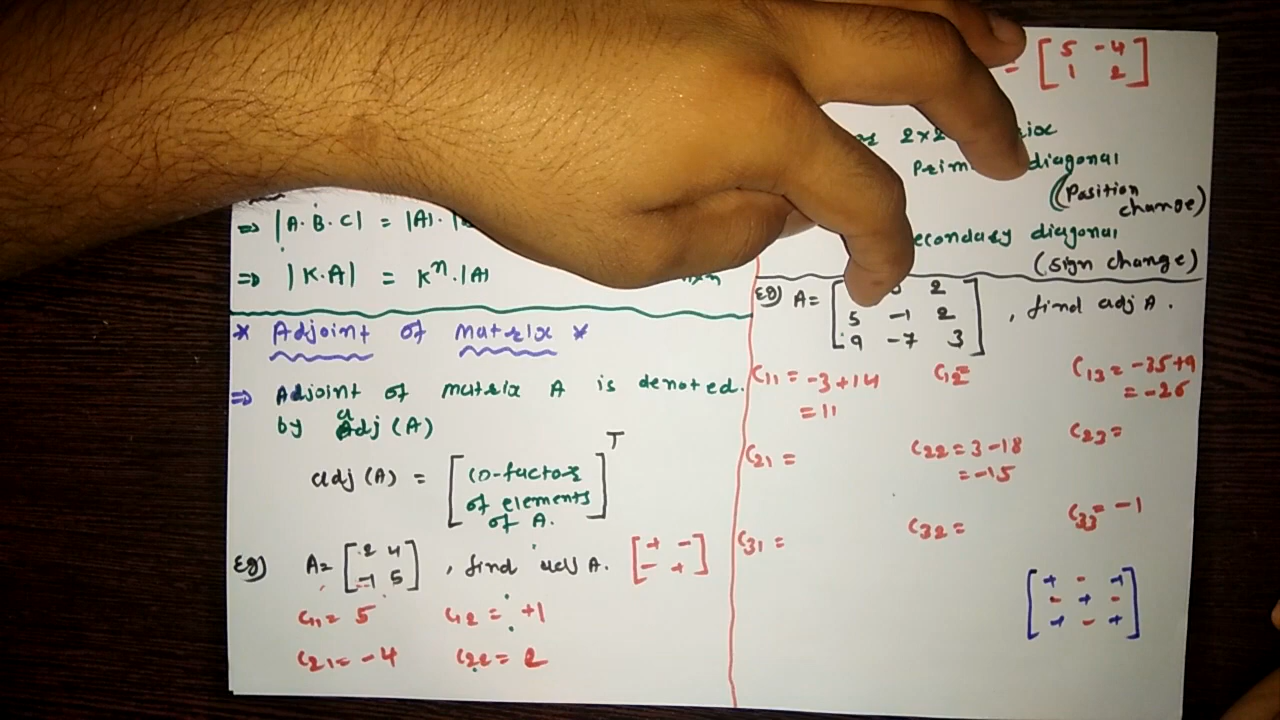 ⇒ |A·B·C| = |A|·
⇒ |K·A| = Kⁿ·|A| n×n
* Adjoint of matrix *
⇒ Adjoint of matrix A is denoted.
by adj (A)
adj (A) = [co-factors of elements of A.]ᵀ
Eg) A= [2 4
-1 5] , find adj A. [+ -
- +]
C11 = 5 C12 = +1
C21 = -4 C22 = 2
= [5 -4
1 2]
2×2
diagonal
(Position change)
diagonal
(sign change)
Eg) A= [ 2
5 -1 2
9 -7 3] , find adj A.
C11 = -3+14 C12= C13 = -35+9
= 11 = -26
C21 = C22 = 3-18 C23 =
= -15
C31 = C32 = C33 = -1
[+ - +
- + -
+ - +]